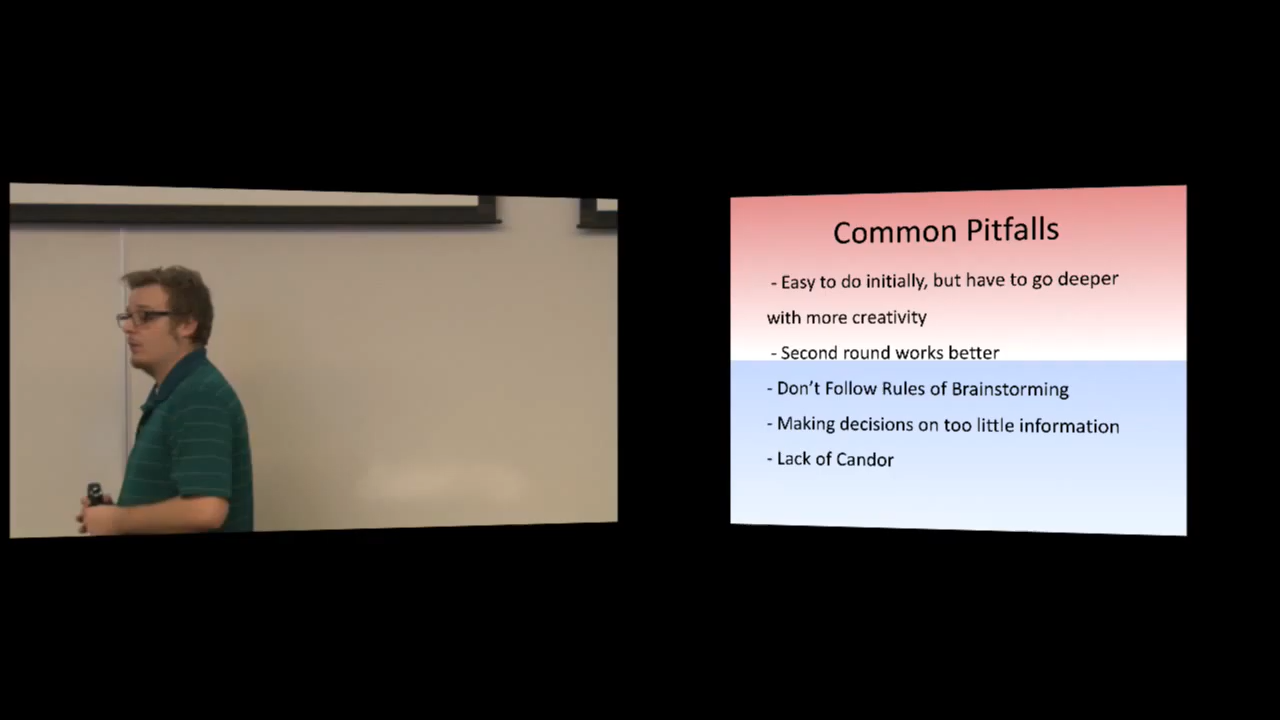 Common Pitfalls
- Easy to do initially, but have to go deeper
with more creativity
- Second round works better
- Don't Follow Rules of Brainstorming
- Making decisions on too little information
- Lack of Candor